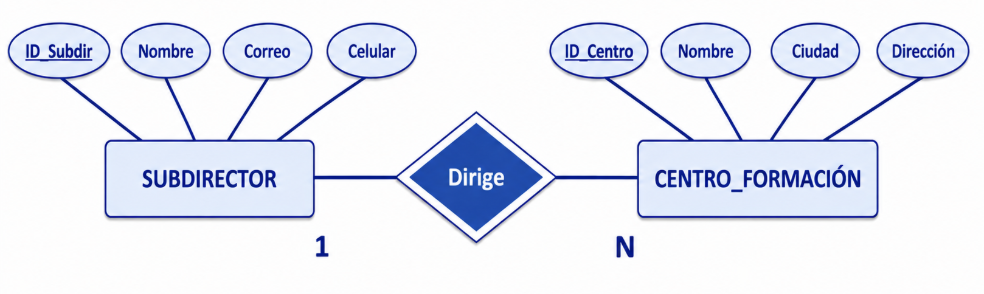 ID_Subdir
Nombre
Correo
Celular
ID_Centro
Nombre
Ciudad
Dirección
SUBDIRECTOR
Dirige
CENTRO_FORMACIÓN
1
N